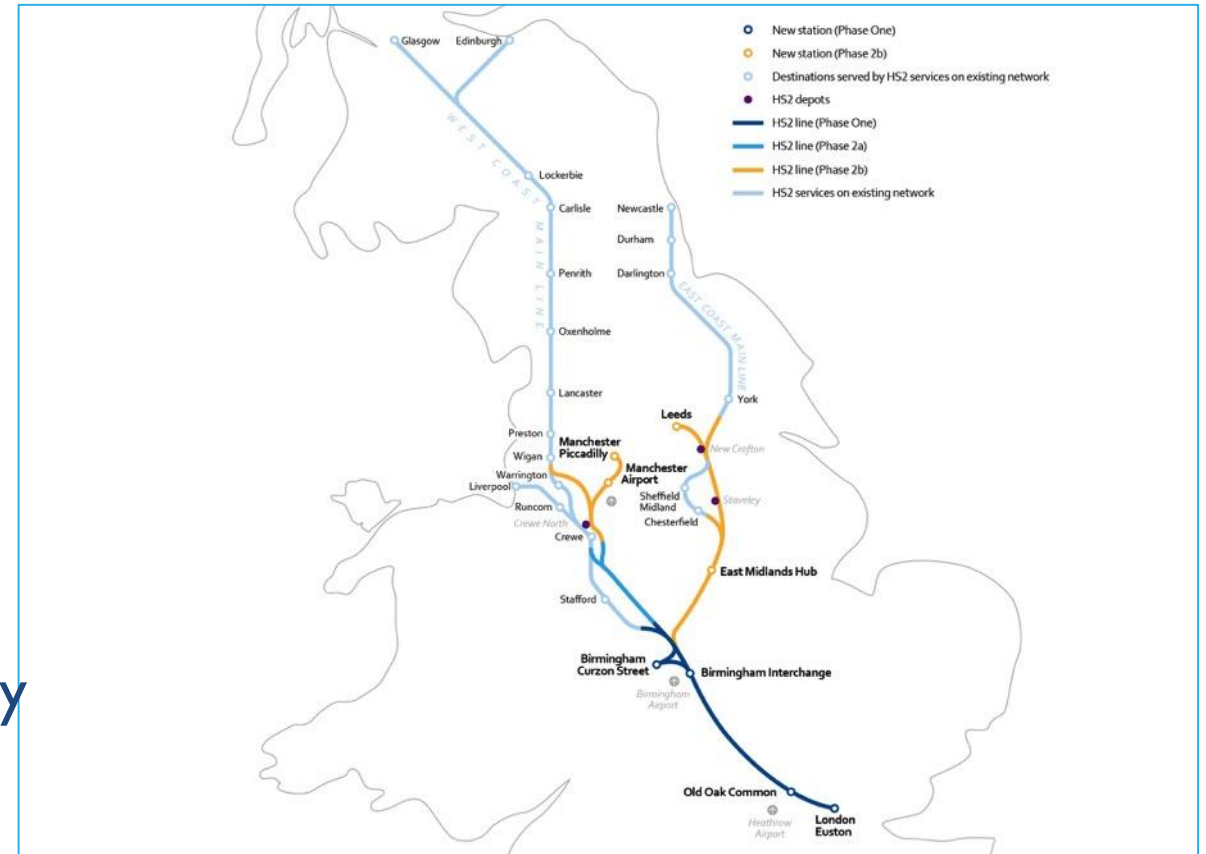 Glasgow
Edinburgh
New station (Phase One)
New station (Phase 2b)
Destinations served by HS2 services on existing network
HS2 depots
HS2 line (Phase One)
HS2 line (Phase 2a)
HS2 line (Phase 2b)
HS2 services on existing network
WEST COAST MAIN LINE
Lockerbie
Carlisle
Newcastle
Durham
Penrith
Darlington
EAST COAST MAIN LINE
Oxenholme
Lancaster
York
Leeds
Preston
Manchester
Piccadilly
New Crofton
Wigan
Manchester
Airport
Warrington
Liverpool
Sheffield
Midland
Staveley
Runcorn
Chesterfield
Crewe North
Crewe
East Midlands Hub
Stafford
Birmingham
Curzon Street
Birmingham Interchange
y
Birmingham
Airport
Old Oak Common
Heathrow
Airport
London
Euston